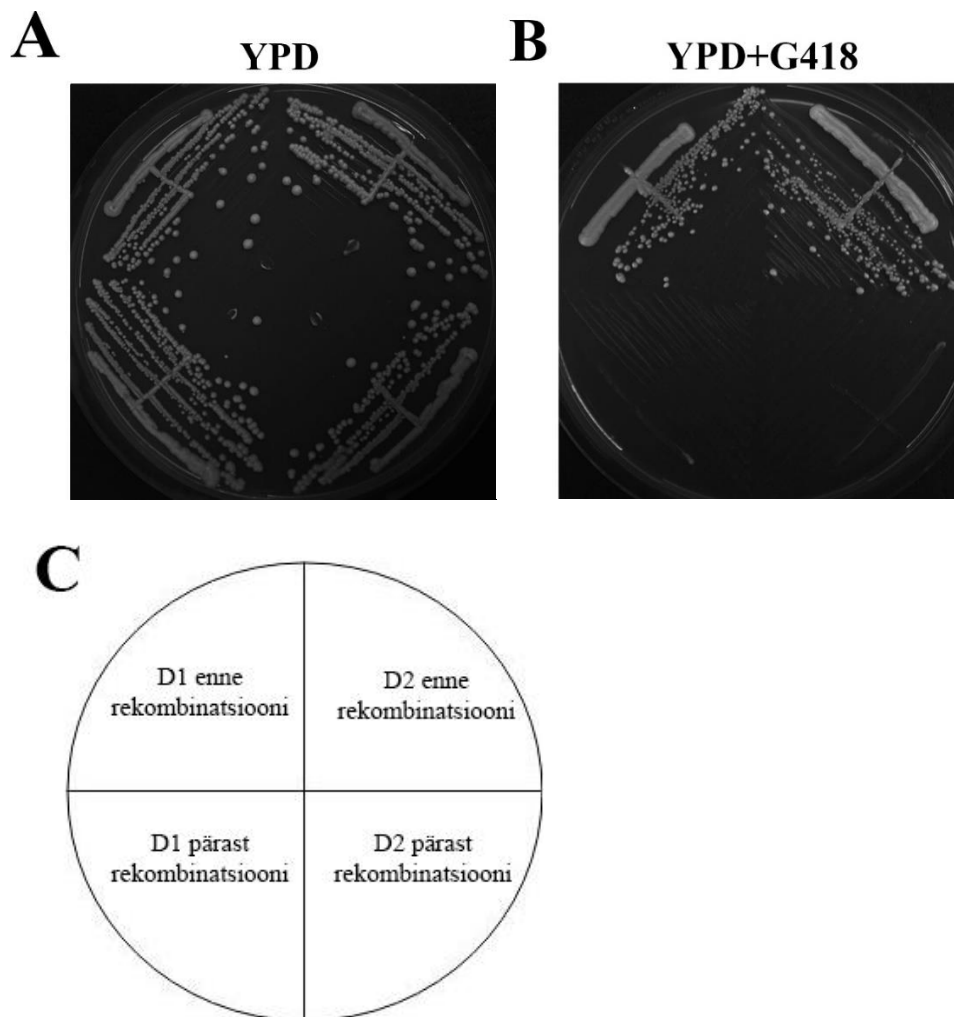 A
YPD
B
YPD+G418
C
D1 enne
rekombinatsiooni
D2 enne
rekombinatsiooni
D1 pärast
rekombinatsiooni
D2 pärast
rekombinatsiooni